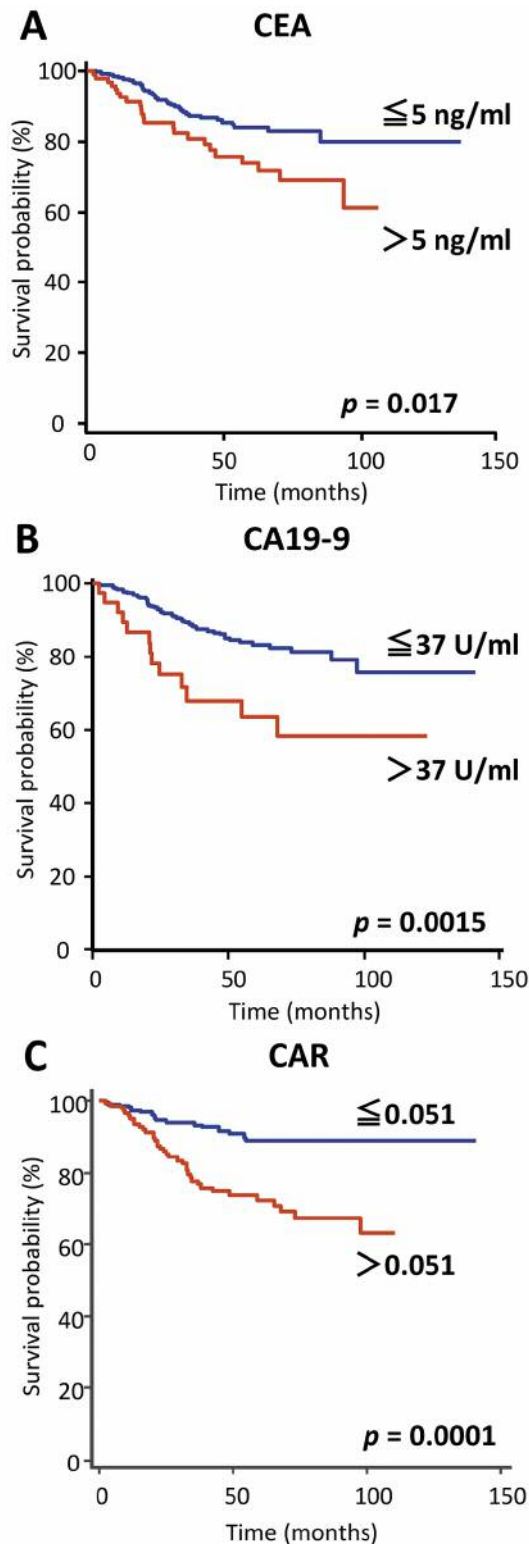 A
CEA
100
80
60
40
20
0
Survival probability (%)
≦5 ng/ml
>5 ng/ml
p = 0.017
0 50 100 150
Time (months)
B
CA19-9
100
80
60
40
20
0
Survival probability (%)
≦37 U/ml
>37 U/ml
p = 0.0015
0 50 100 150
Time (months)
C
CAR
100
80
60
40
20
0
Survival probability (%)
≦0.051
>0.051
p = 0.0001
0 50 100 150
Time (months)